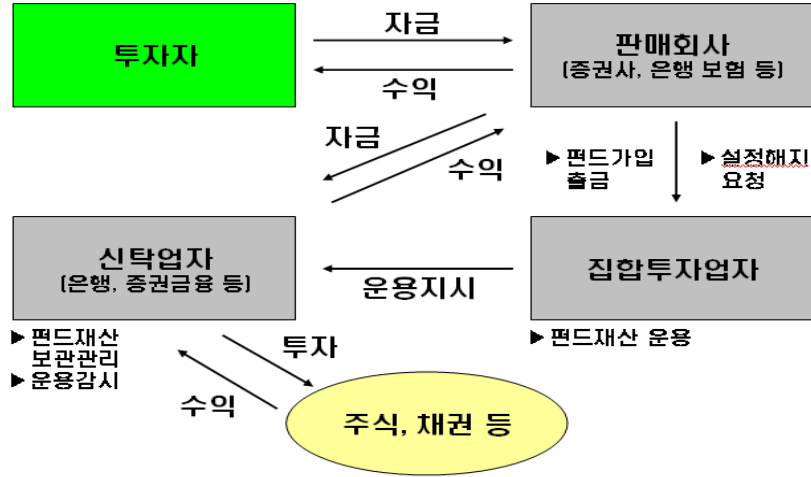 투자자
자금
수익
판매회사
(증권사, 은행 보험 등)
자금
수익
▶ 펀드가입
출금
▶ 설정해지
요청
신탁업자
(은행, 증권금융 등)
운용지시
집합투자업자
▶ 펀드재산
보관관리
▶ 운용감시
▶ 펀드재산 운용
투자
수익
주식, 채권 등